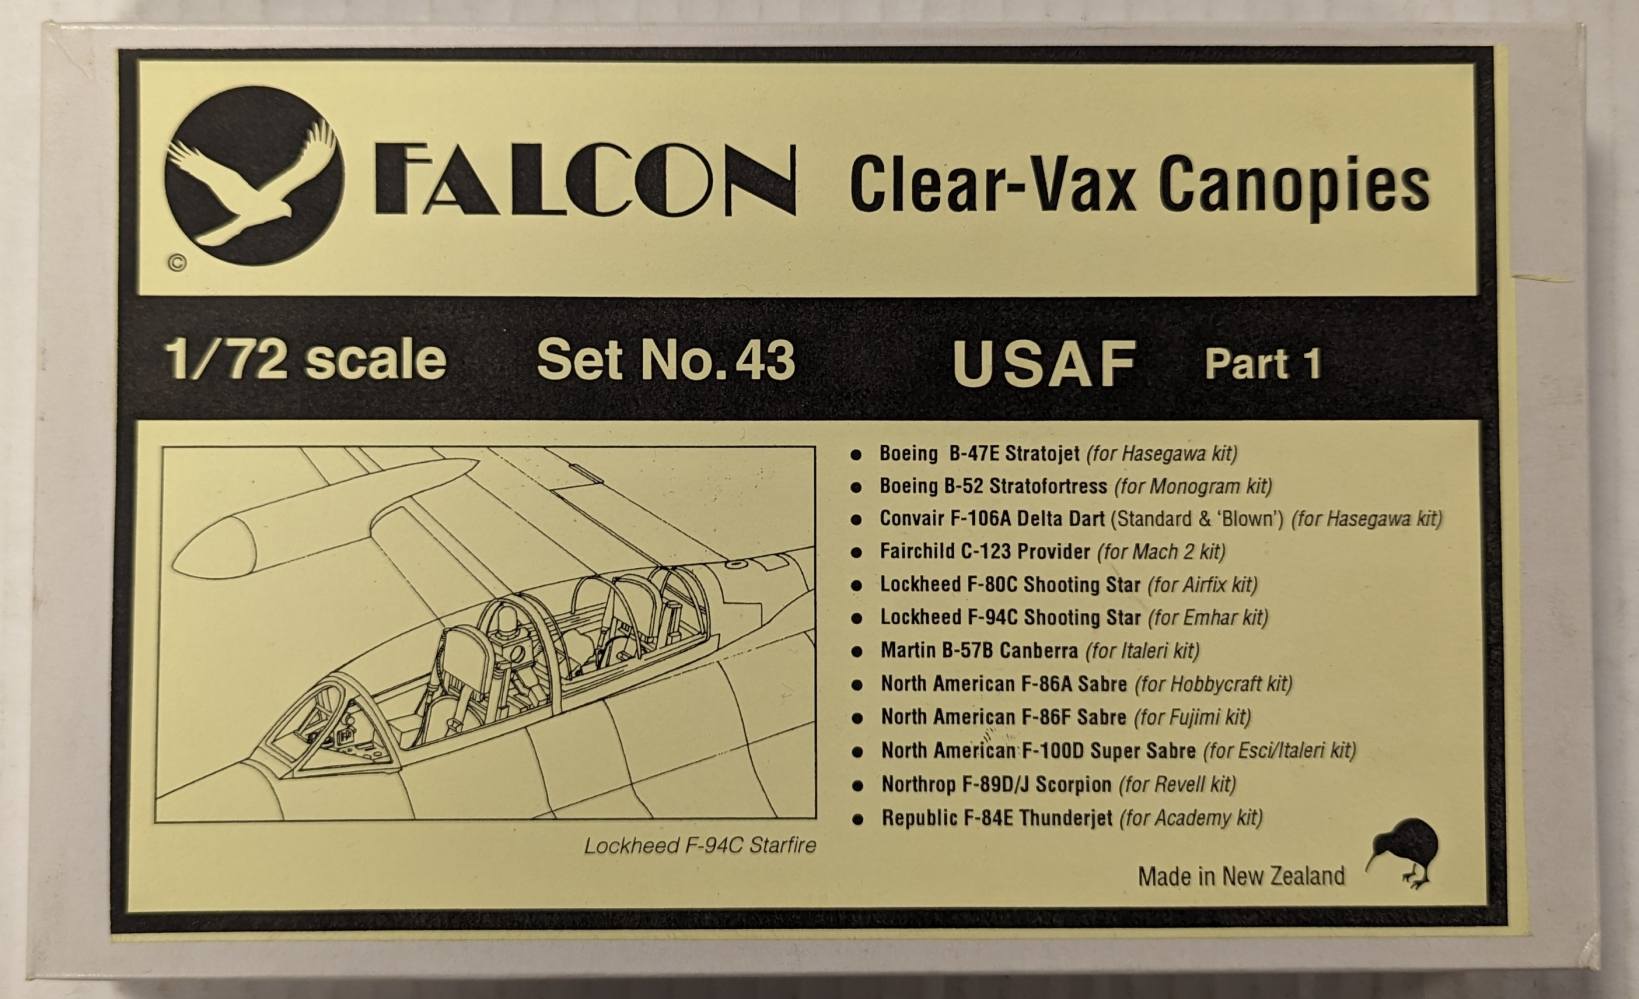 FALCON Clear-Vax Canopies
©
1/72 scale Set No. 43 USAF Part 1
• Boeing B-47E Stratojet (for Hasegawa kit)
• Boeing B-52 Stratofortress (for Monogram kit)
• Convair F-106A Delta Dart (Standard & ‘Blown’) (for Hasegawa kit)
• Fairchild C-123 Provider (for Mach 2 kit)
• Lockheed F-80C Shooting Star (for Airfix kit)
• Lockheed F-94C Shooting Star (for Emhar kit)
• Martin B-57B Canberra (for Italeri kit)
• North American F-86A Sabre (for Hobbycraft kit)
• North American F-86F Sabre (for Fujimi kit)
• North American F-100D Super Sabre (for Esci/Italeri kit)
• Northrop F-89D/J Scorpion (for Revell kit)
• Republic F-84E Thunderjet (for Academy kit)
Lockheed F-94C Starfire
Made in New Zealand